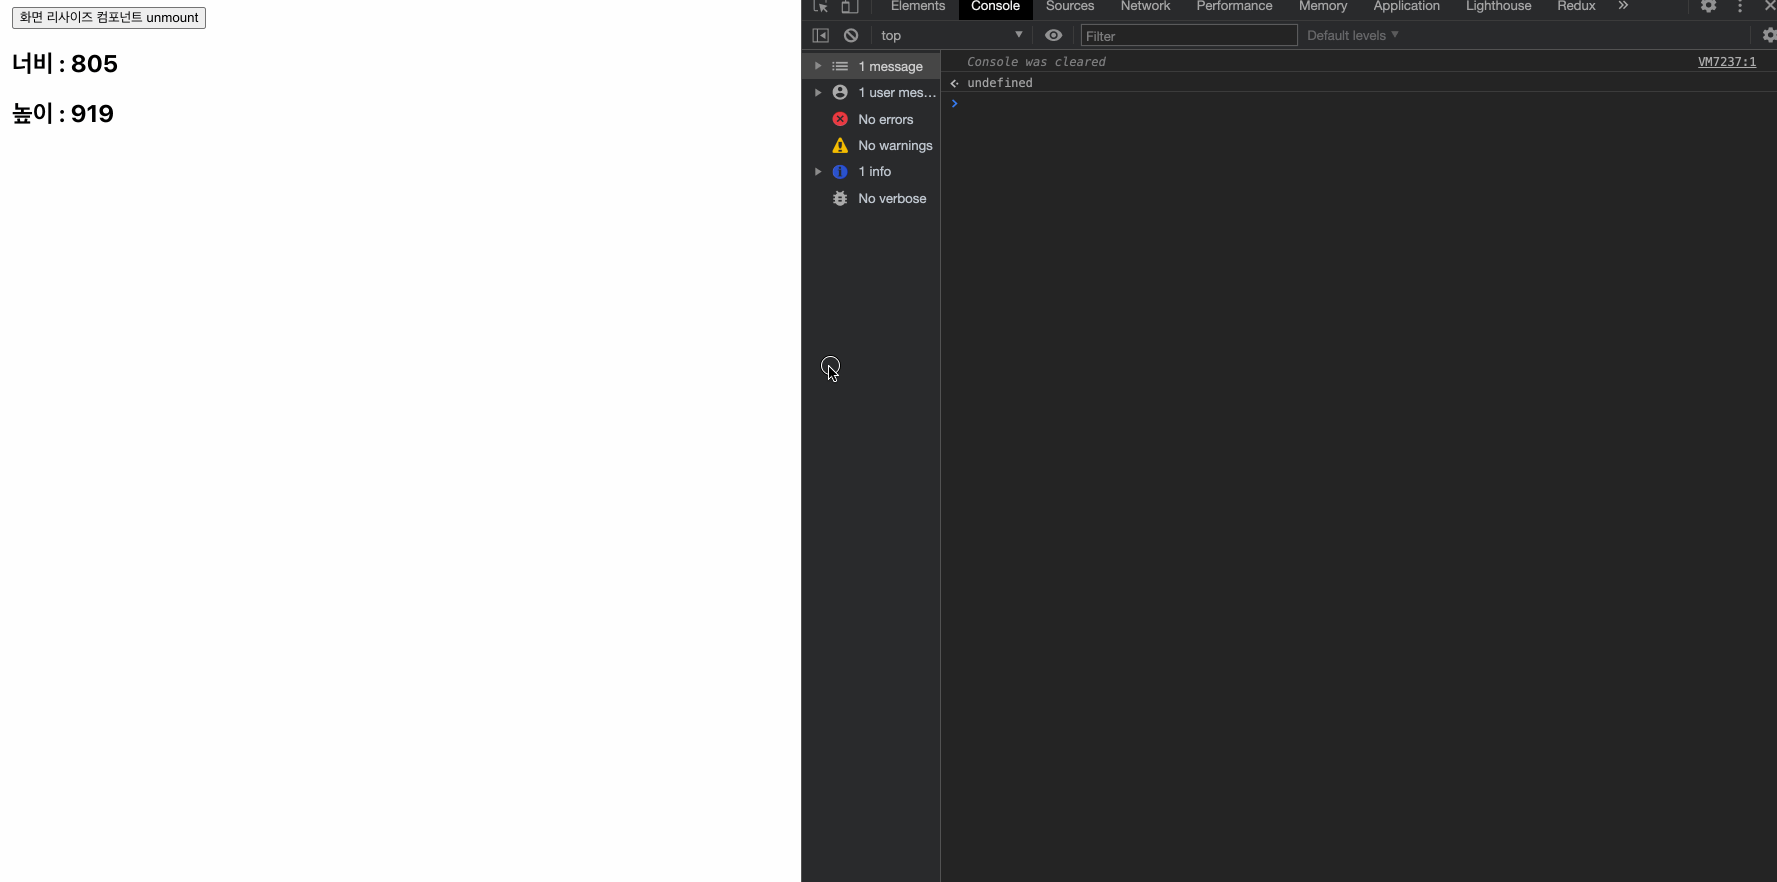 화면 리사이즈 컴포넌트 unmount
너비 : 805
높이 : 919
Elements Console Sources Network Performance Memory Application Lighthouse Redux »
top ▼ Filter Default levels ▼
1 message
1 user mes…
No errors
No warnings
1 info
No verbose
Console was cleared VM7237:1
undefined